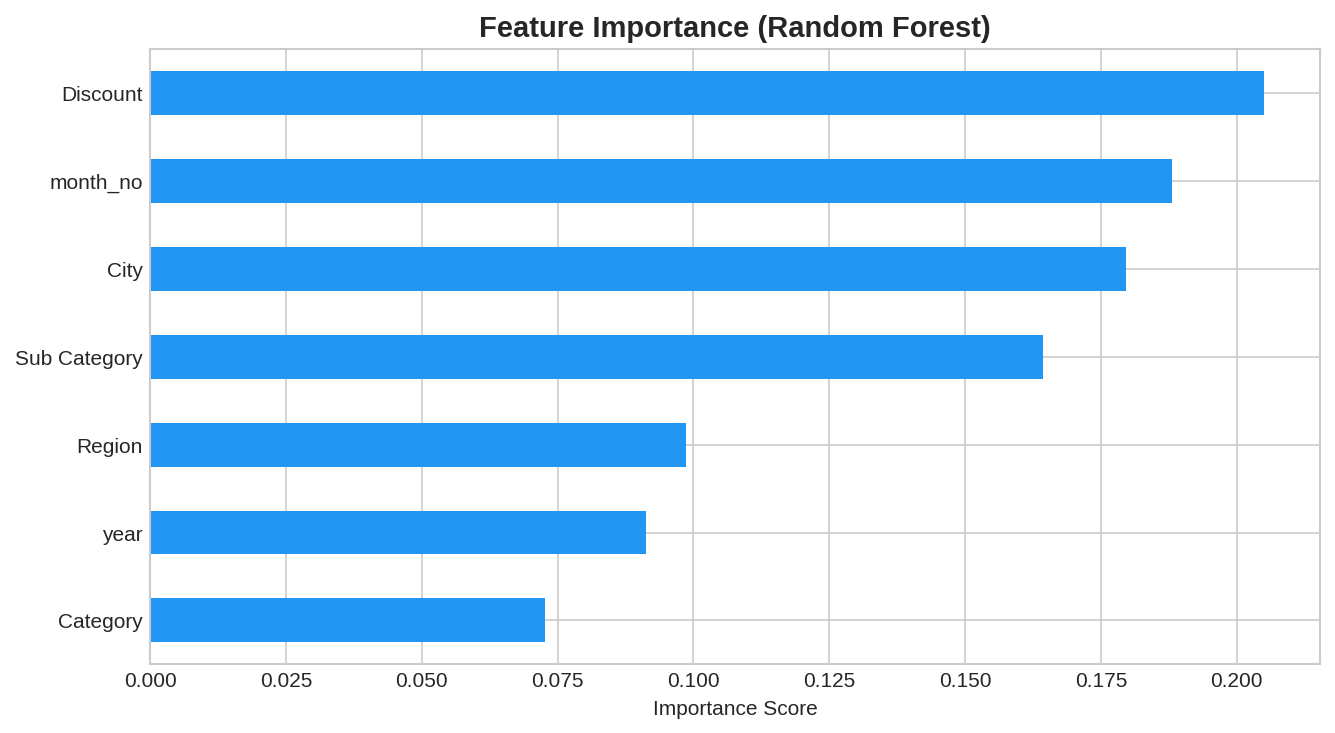 Feature Importance (Random Forest)
Discount
month_no
City
Sub Category
Region
year
Category
0.000 0.025 0.050 0.075 0.100 0.125 0.150 0.175 0.200
Importance Score